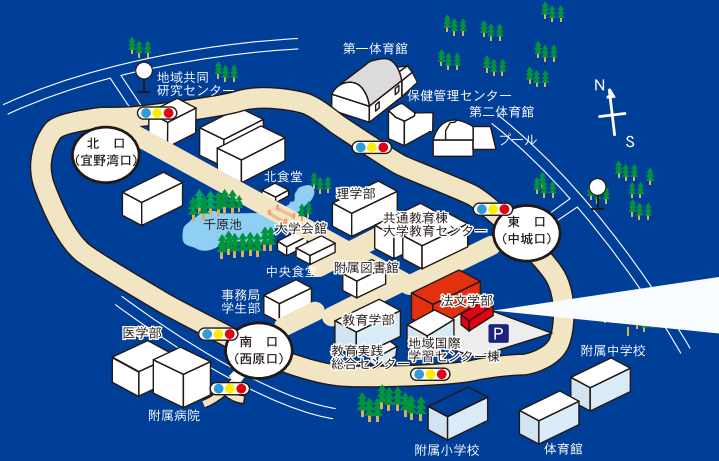 第一体育館
地域共同
研究センター
保健管理センター
第二体育館
プール
N
S
北 口
(宜野湾口)
北食堂
理学部
千原池
大学会館
共通教育棟
大学教育センター
東 口
(中城口)
中央食堂
附属図書館
事務局
学生部
法文学部
教育学部
P
医学部
南 口
(西原口)
教育実践
総合センター
地域国際
学習センター棟
附属中学校
附属病院
附属小学校
体育館